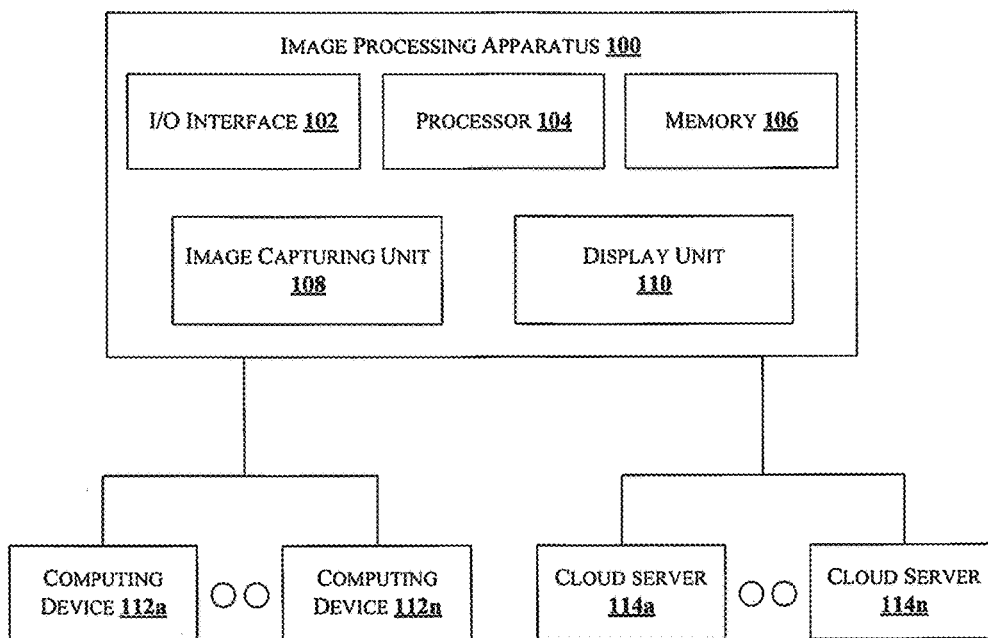 IMAGE PROCESSING APPARATUS 100
I/O INTERFACE 102
PROCESSOR 104
MEMORY 106
IMAGE CAPTURING UNIT
108
DISPLAY UNIT
110
COMPUTING
DEVICE 112a
COMPUTING
DEVICE 112n
CLOUD SERVER
114a
CLOUD SERVER
114n